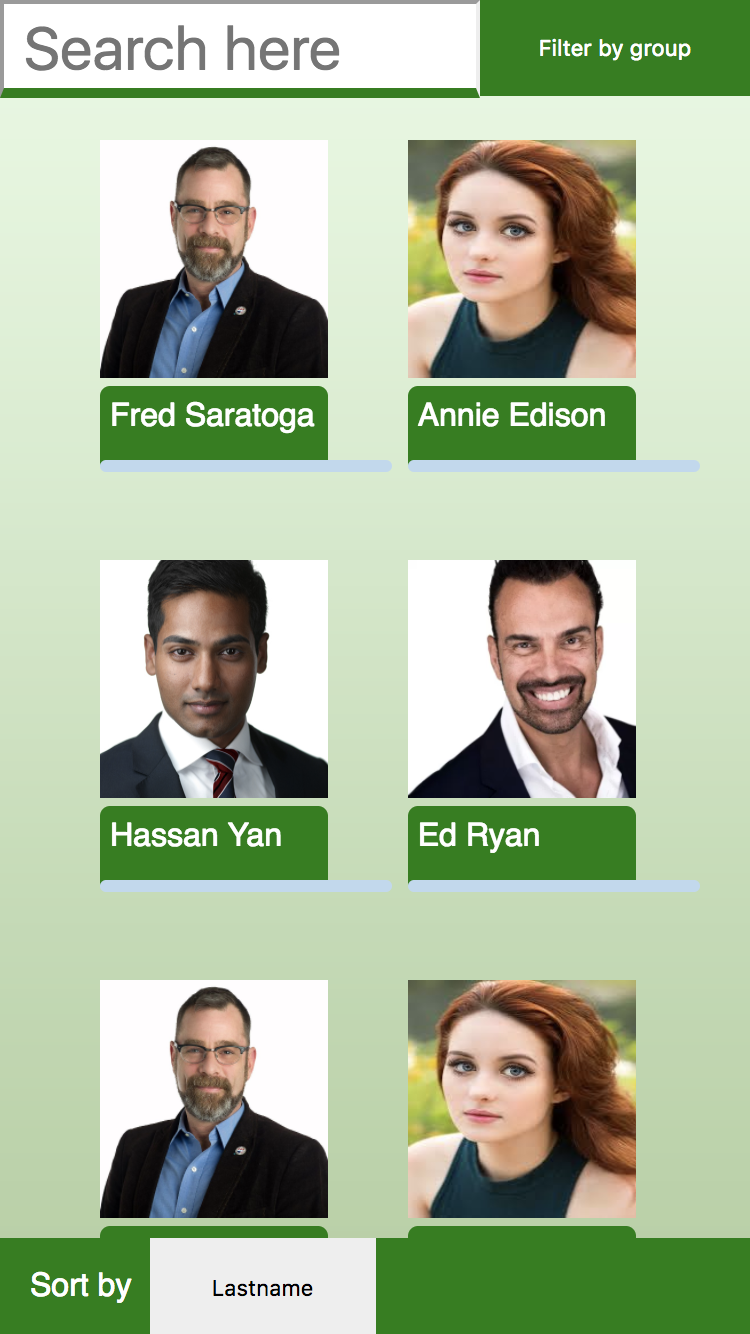 Search here
Filter by group
Fred Saratoga
Annie Edison
Hassan Yan
Ed Ryan
Sort by
Lastname